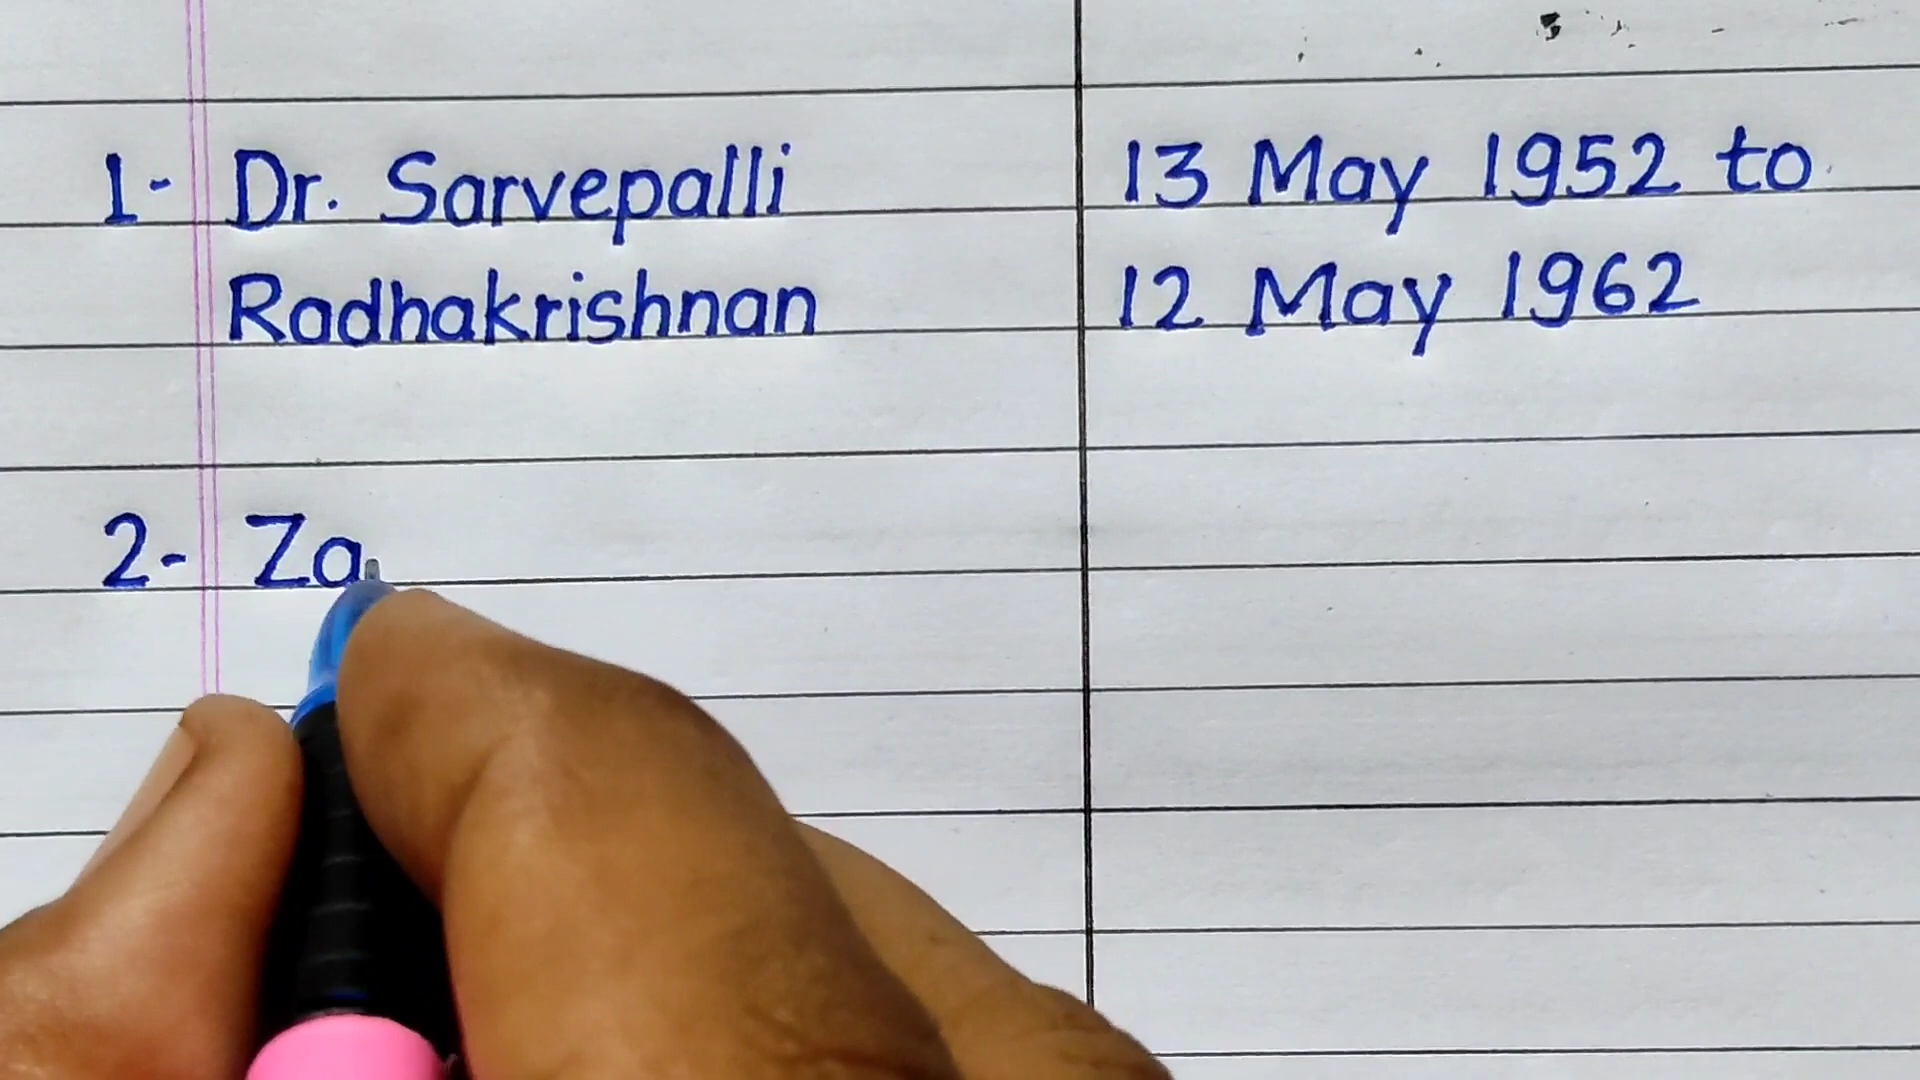 1- Dr. Sarvepalli 13 May 1952 to
Radhakrishnan 12 May 1962
2- Za